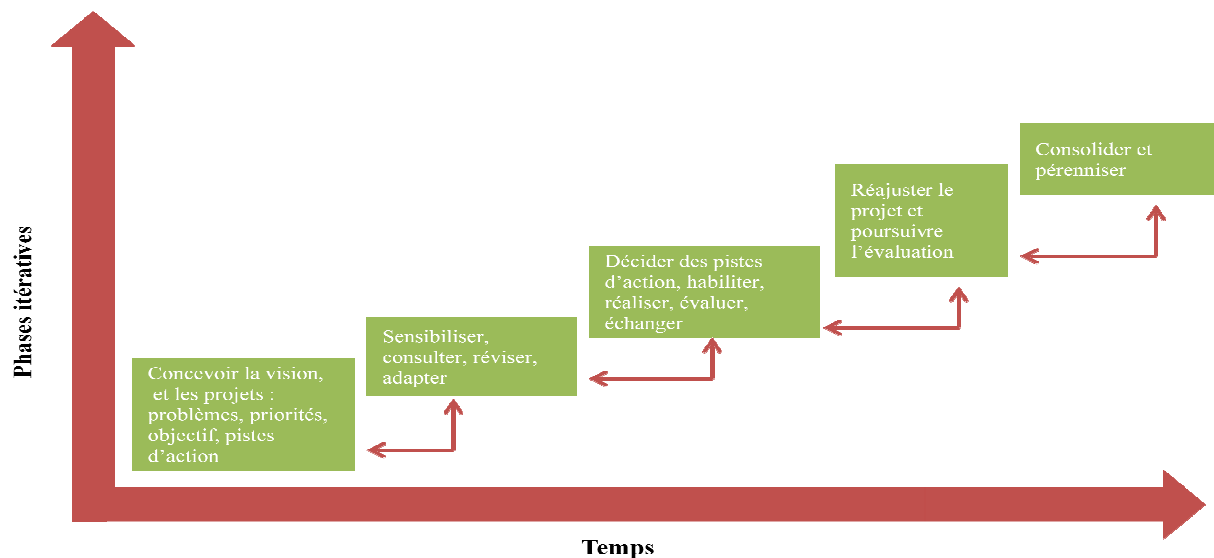 Phases itératives
Concevoir la vision,
et les projets :
problèmes, priorités,
objectif, pistes
d'action
Sensibiliser,
consulter, réviser,
adapter
Décider des pistes
d'action, habiliter,
réaliser, évaluer,
échanger
Réajuster le
projet et
poursuivre
l'évaluation
Consolider et
pérenniser
Temps